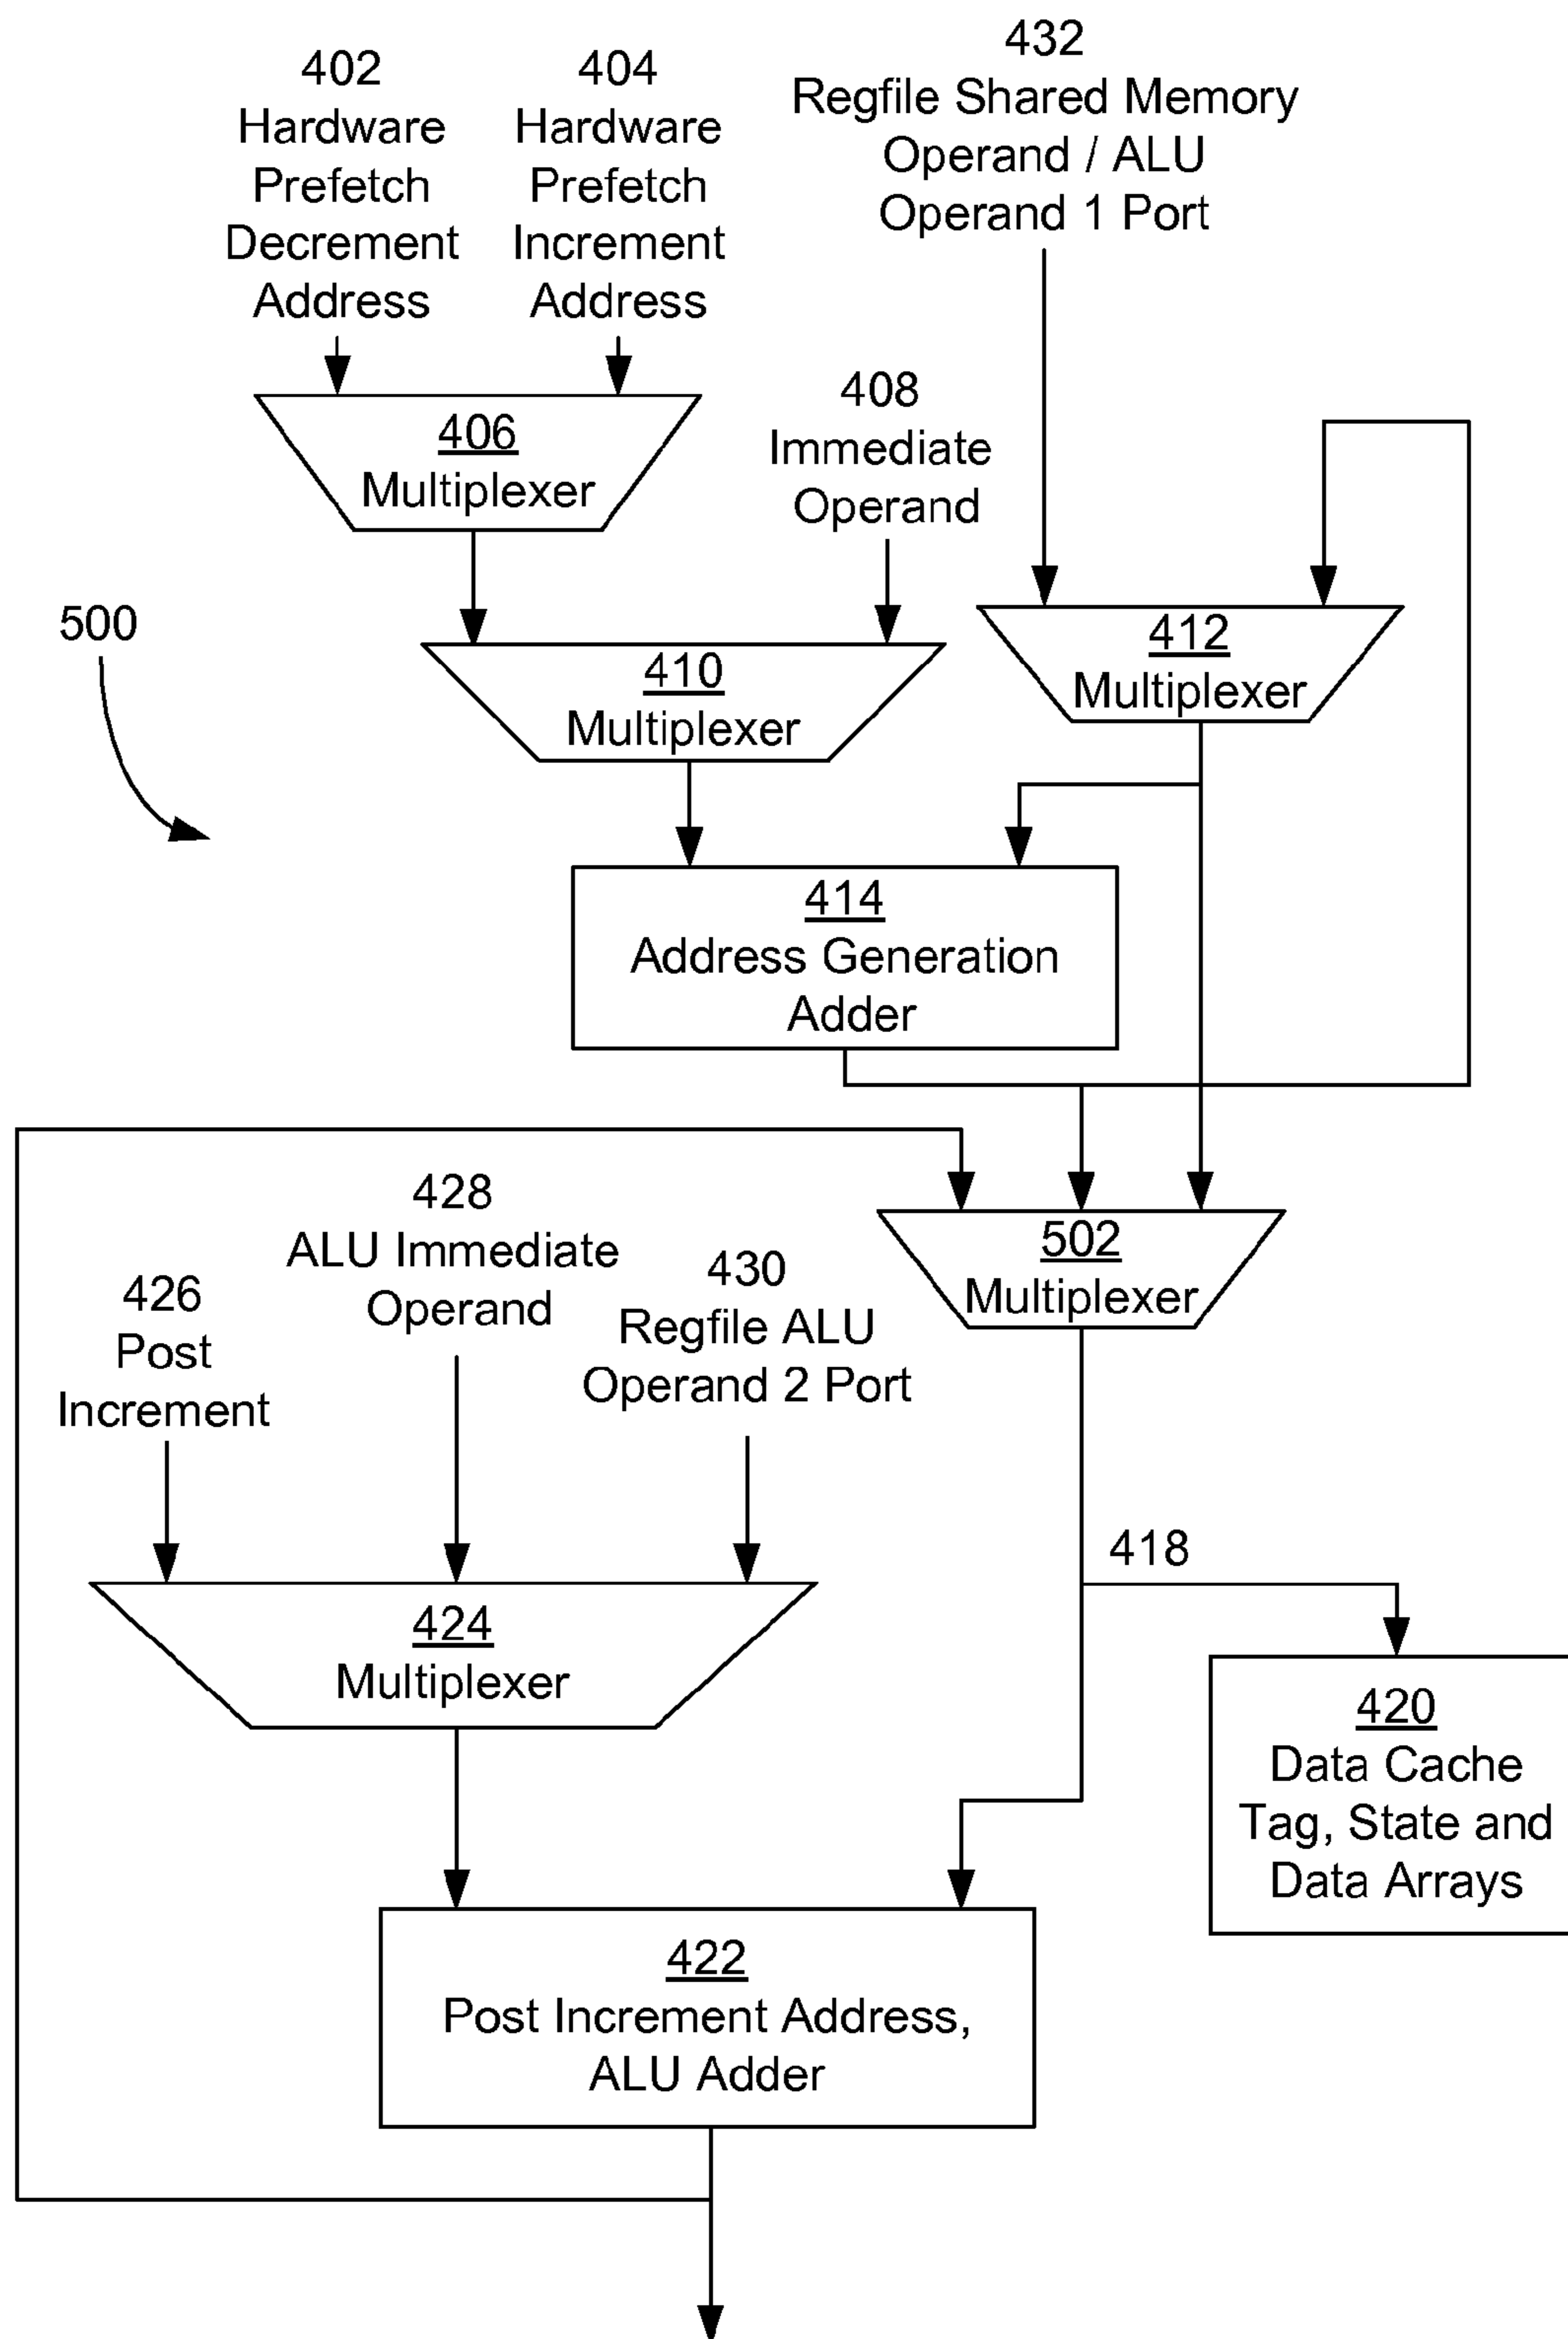 402
Hardware
Prefetch
Decrement
Address
404
Hardware
Prefetch
Increment
Address
432
Regfile Shared Memory
Operand / ALU
Operand 1 Port
406
Multiplexer
408
Immediate
Operand
500
410
Multiplexer
412
Multiplexer
414
Address Generation
Adder
502
Multiplexer
426
Post
Increment
428
ALU Immediate
Operand
430
Regfile ALU
Operand 2 Port
418
424
Multiplexer
420
Data Cache
Tag, State and
Data Arrays
422
Post Increment Address,
ALU Adder